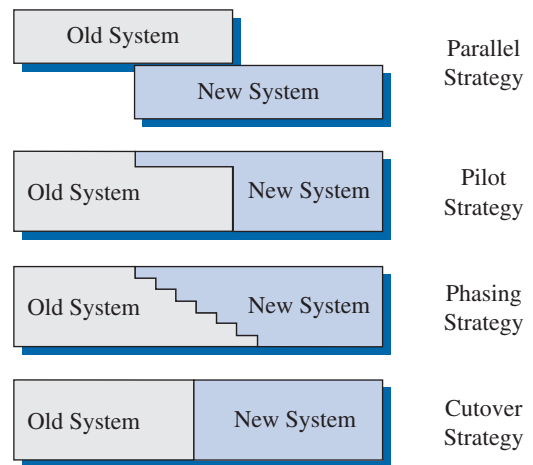 Old System
New System
Parallel
Strategy
Old System
New System
Pilot
Strategy
Old System
New System
Phasing
Strategy
Old System
New System
Cutover
Strategy